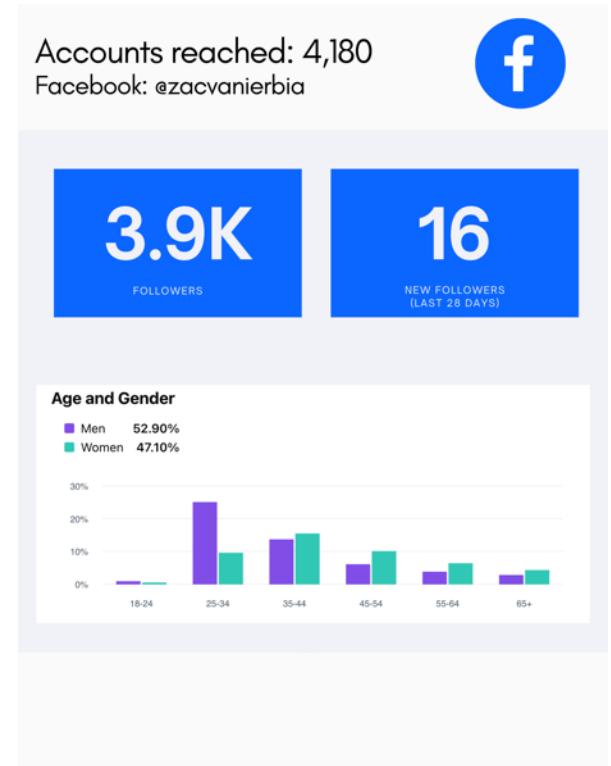 Accounts reached: 4,180
Facebook: @zacvanierbia
3.9K
FOLLOWERS
16
NEW FOLLOWERS
(LAST 28 DAYS)
Age and Gender
Men 52.90%
Women 47.10%
30%
20%
10%
0%
18-24 25-34 35-44 45-54 55-64 65+